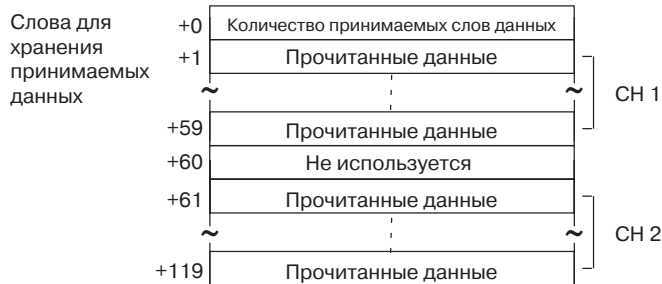 Слова для
хранения
принимаемых
данных
+0 Количество принимаемых слов данных
+1 Прочитанные данные
~ ~
CH 1
+59 Прочитанные данные
+60 Не используется
+61 Прочитанные данные
~ ~
CH 2
+119 Прочитанные данные